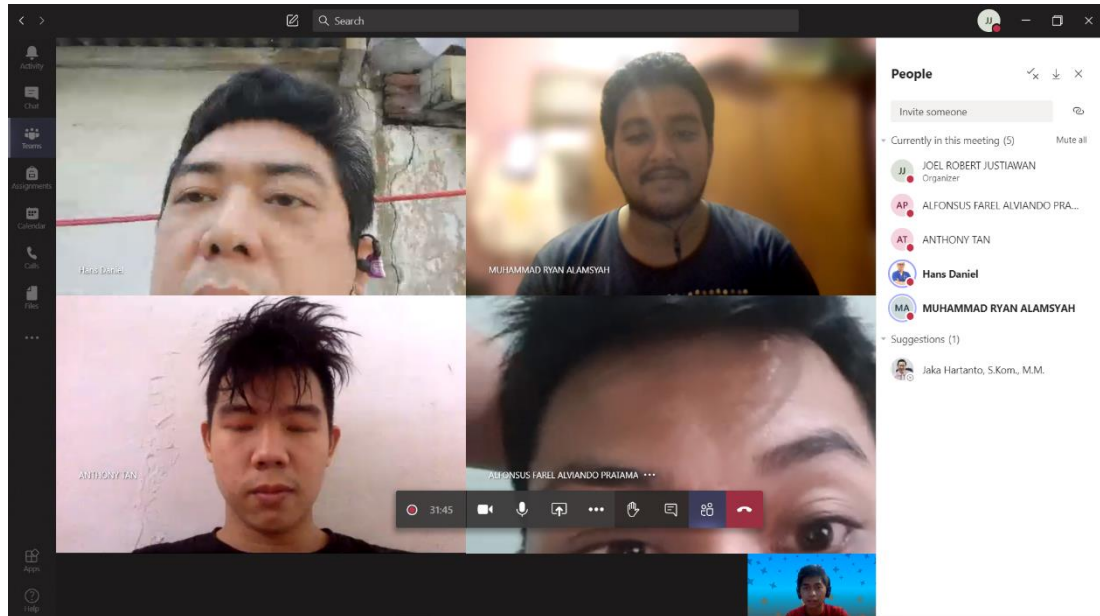 Search
JJ
Activity
Chat
Teams
Assignments
Calendar
Calls
Files
Apps
Help
Hans Daniel
MUHAMMAD RYAN ALAMSYAH
ANTHONY TAN
ALFONSUS FAREL ALVIANDO PRATAMA
31:45
People
Invite someone
Currently in this meeting (5)
Mute all
JJ
JOEL ROBERT JUSTIAWAN
Organizer
AP
ALFONSUS FAREL ALVIANDO PRA...
AT
ANTHONY TAN
Hans Daniel
MA
MUHAMMAD RYAN ALAMSYAH
Suggestions (1)
Jaka Hartanto, S.Kom., M.M.